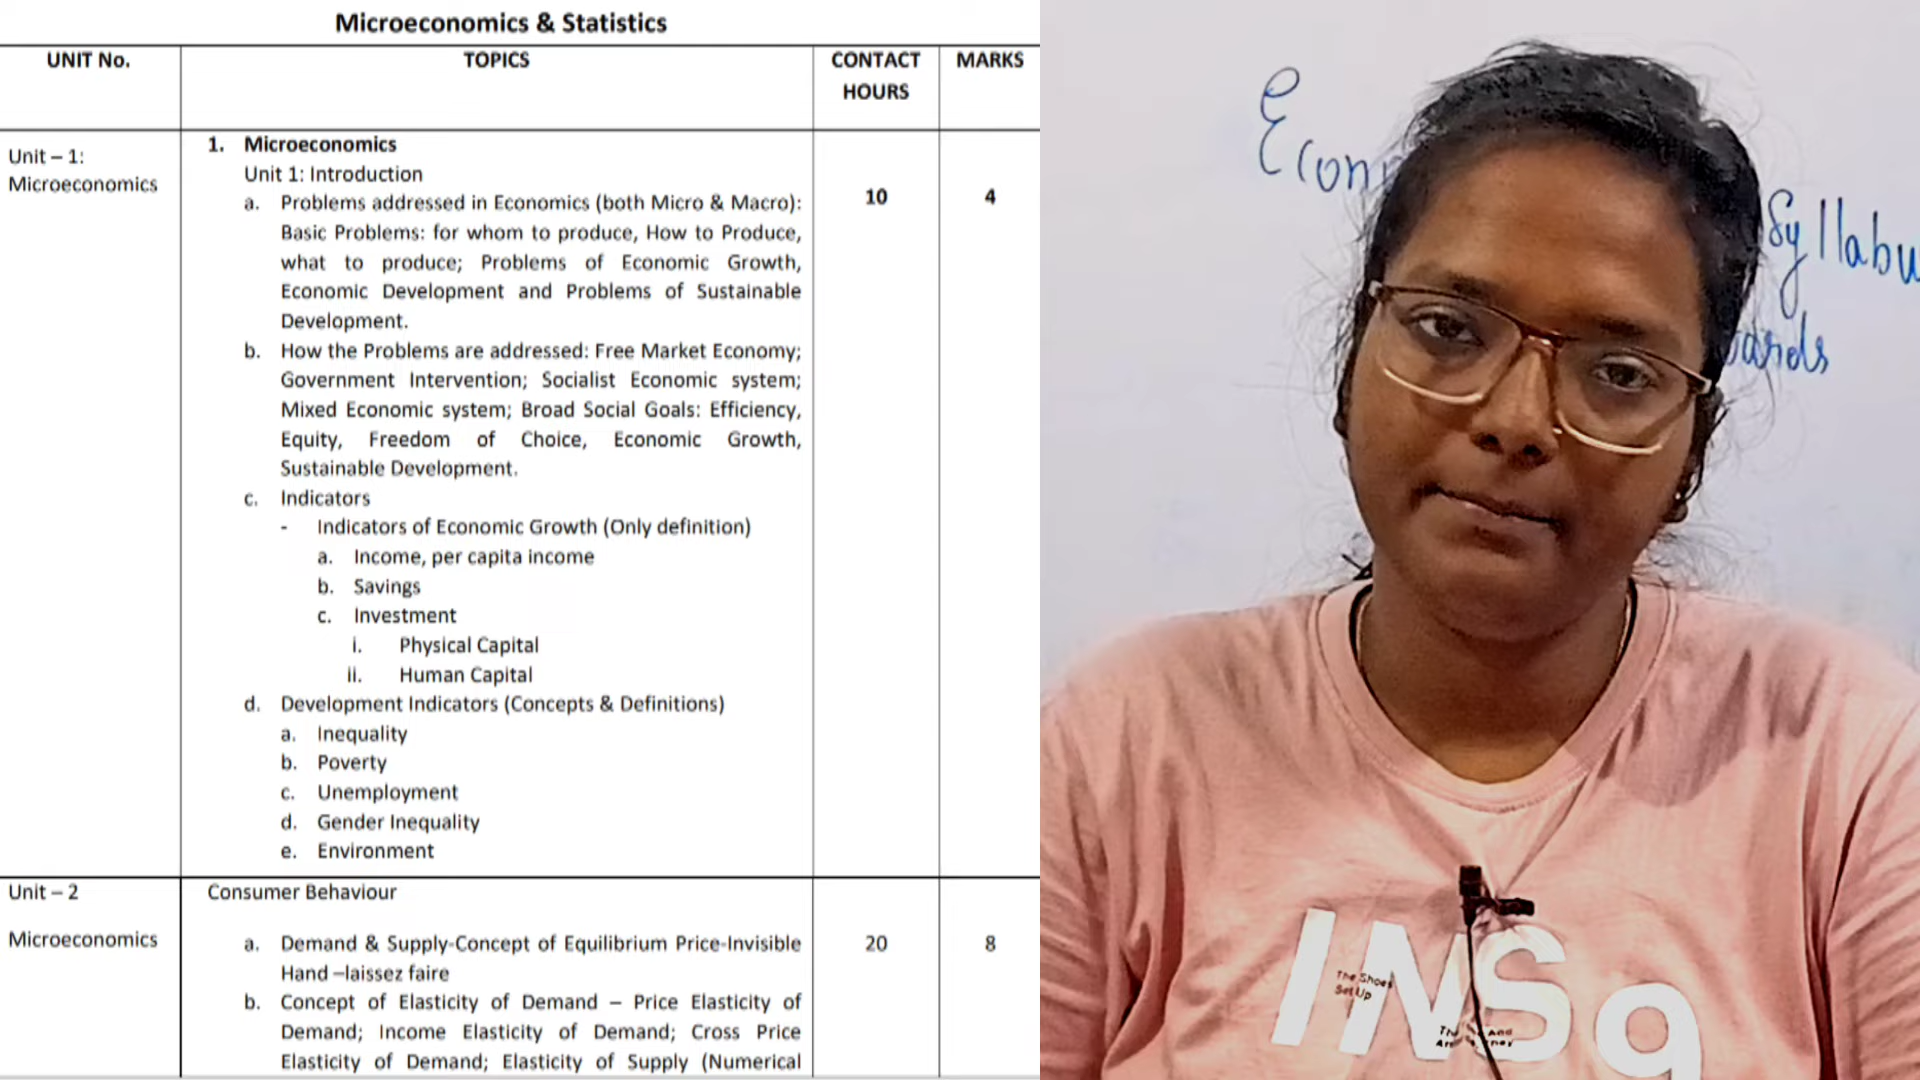 Microeconomics & Statistics
UNIT No.
TOPICS
CONTACT
HOURS
MARKS
Unit – 1:
Microeconomics
1. Microeconomics
Unit 1: Introduction
a. Problems addressed in Economics (both Micro & Macro):
Basic Problems: for whom to produce, How to Produce,
what to produce; Problems of Economic Growth,
Economic Development and Problems of Sustainable
Development.
b. How the Problems are addressed: Free Market Economy;
Government Intervention; Socialist Economic system;
Mixed Economic system; Broad Social Goals: Efficiency,
Equity, Freedom of Choice, Economic Growth,
Sustainable Development.
c. Indicators
- Indicators of Economic Growth (Only definition)
a. Income, per capita income
b. Savings
c. Investment
i. Physical Capital
ii. Human Capital
d. Development Indicators (Concepts & Definitions)
a. Inequality
b. Poverty
c. Unemployment
d. Gender Inequality
e. Environment
10
4
Unit – 2
Microeconomics
Consumer Behaviour
a. Demand & Supply-Concept of Equilibrium Price-Invisible
Hand –laissez faire
b. Concept of Elasticity of Demand – Price Elasticity of
Demand; Income Elasticity of Demand; Cross Price
Elasticity of Demand; Elasticity of Supply (Numerical
20
8
Syllabu
INS
The Shoes
Set Up